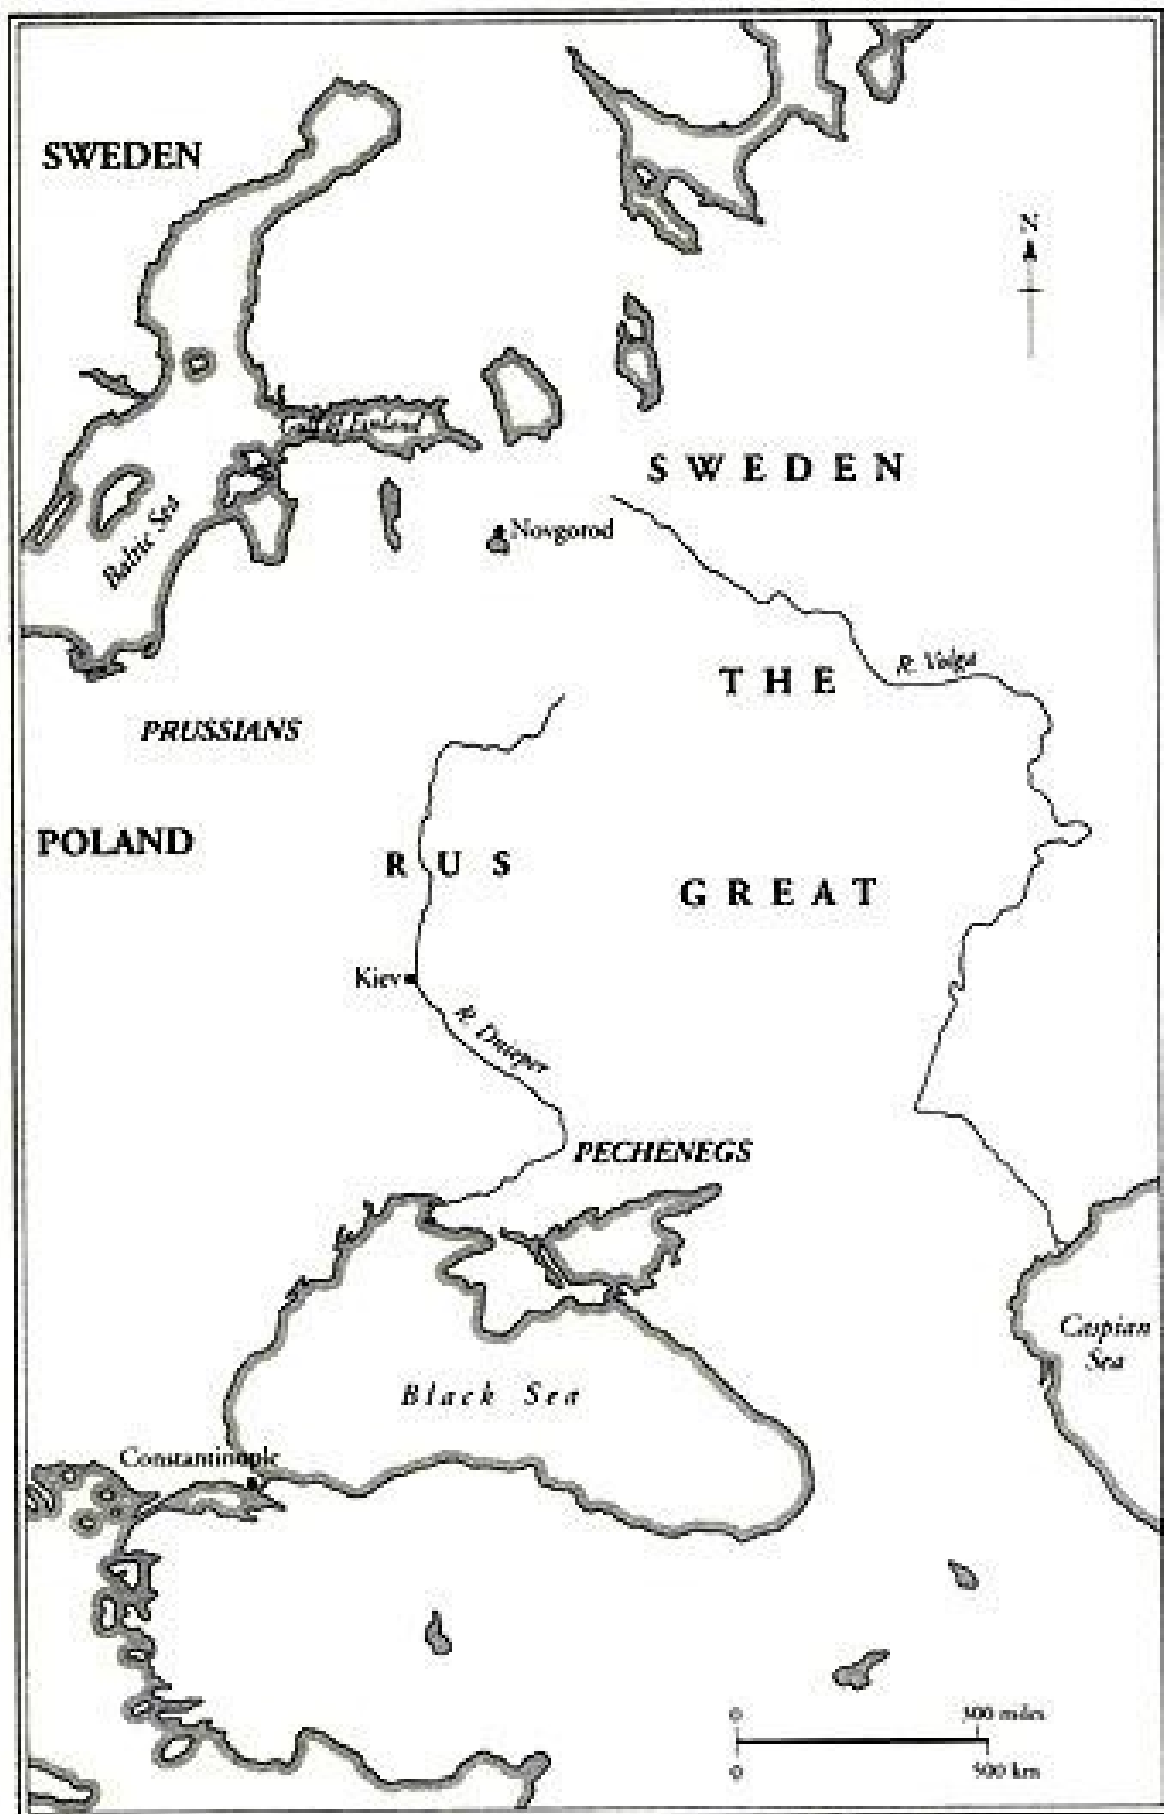 SWEDEN
N
Gulf of Finland
SWEDEN
Novgorod
Baltic Sea
R. Volga
THE
PRUSSIANS
POLAND
RUS
GREAT
Kiev
R. Dnieper
PECHENEGS
Caspian
Sea
Black Sea
Constantinople
0 300 miles
0 500 km